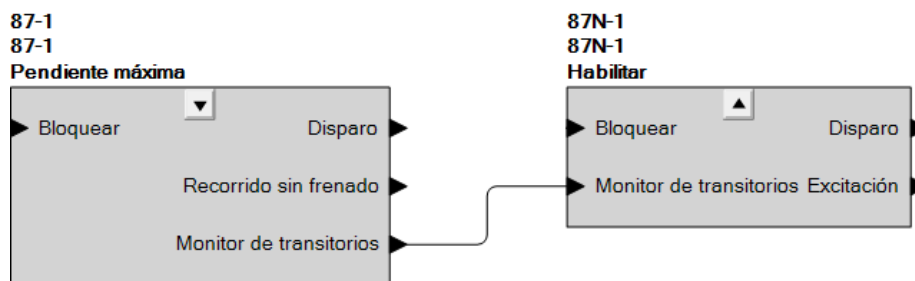 87-1
87-1
Pendiente máxima
Bloquear
Disparo
Recorrido sin frenado
Monitor de transitorios
87N-1
87N-1
Habilitar
Bloquear
Disparo
Monitor de transitorios
Excitación